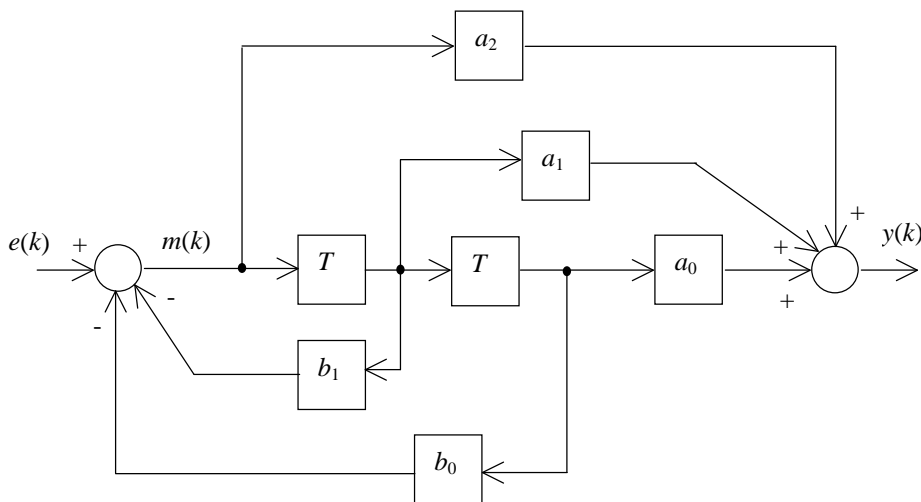 a₂
a₁
e(k) + m(k) + y(k)
T T a₀ +
- +
-
b₁
b₀